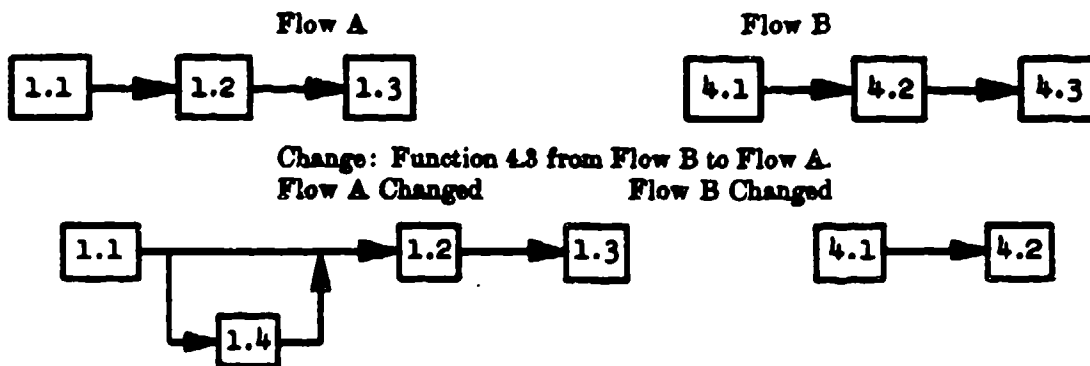 Flow A Flow B
1.1 1.2 1.3 4.1 4.2 4.3
Change: Function 4.3 from Flow B to Flow A.
Flow A Changed Flow B Changed
1.1 1.2 1.3 4.1 4.2
1.4